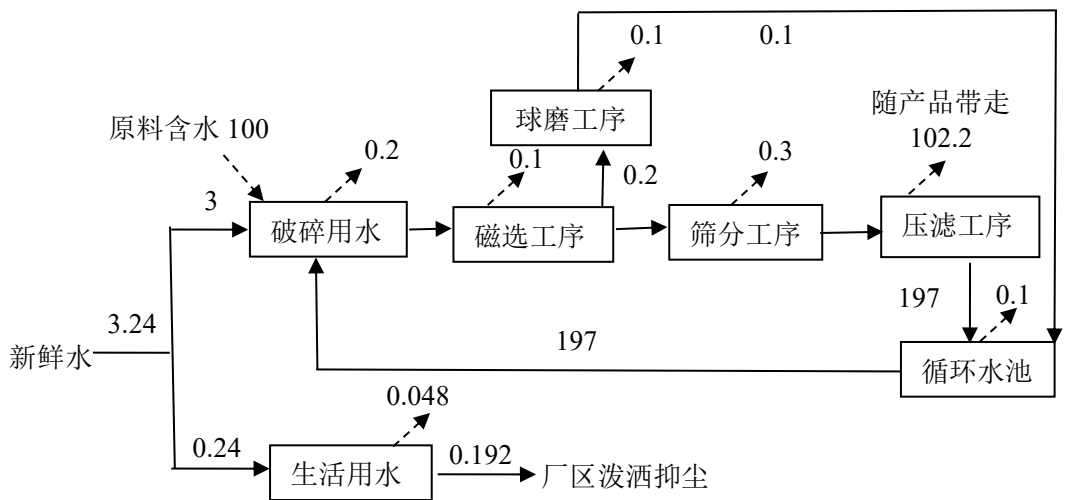 0.1
0.1
球磨工序
随产品带走
102.2
原料含水 100
0.2
0.1
0.2
0.3
3
破碎用水
磁选工序
筛分工序
压滤工序
197
0.1
3.24
新鲜水
197
循环水池
0.048
0.24
生活用水
0.192
厂区泼洒抑尘